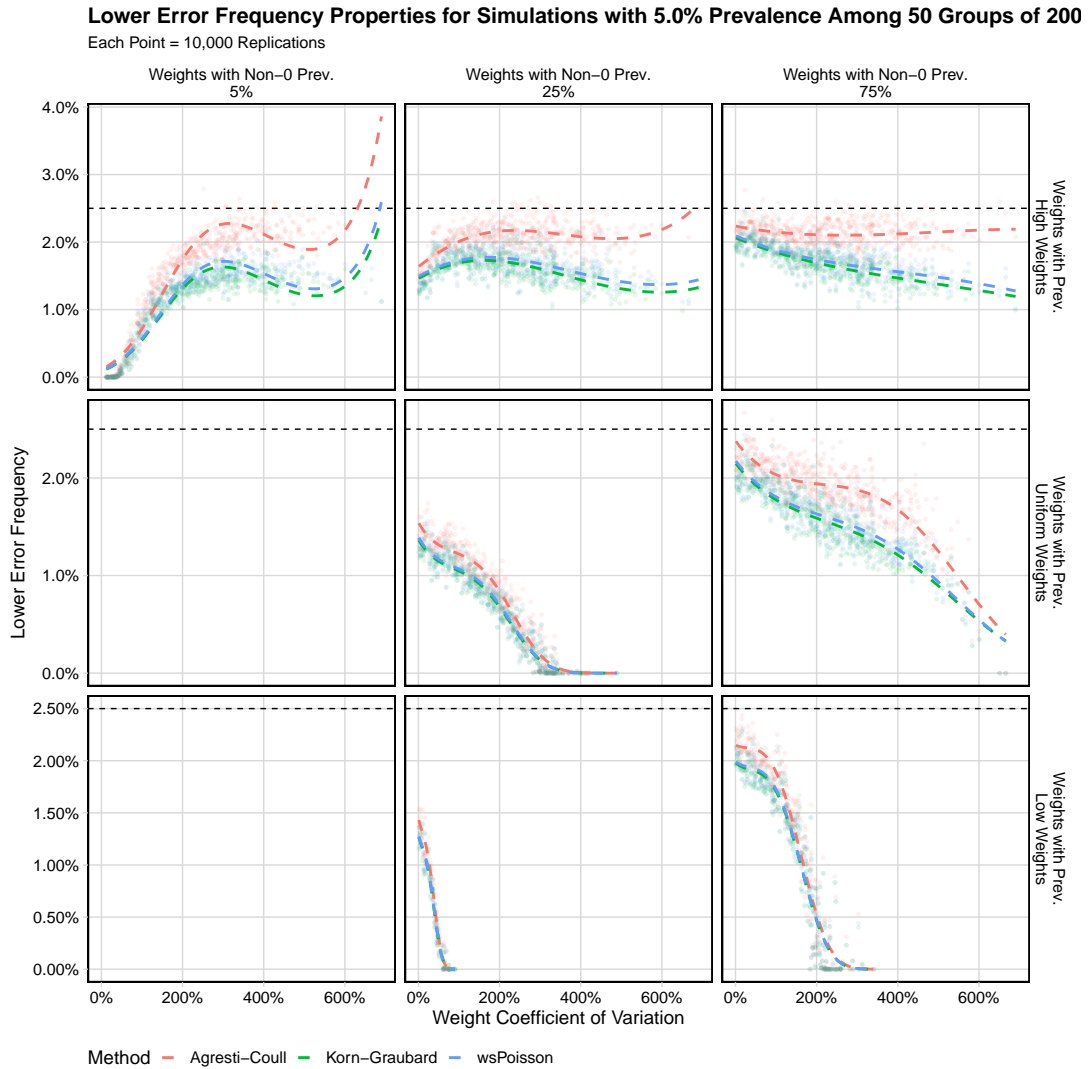 Lower Error Frequency Properties for Simulations with 5.0% Prevalence Among 50 Groups of 200
Each Point = 10,000 Replications
Weights with Non−0 Prev.
5%
Weights with Non−0 Prev.
25%
Weights with Non−0 Prev.
75%
4.0%
3.0%
2.0%
1.0%
0.0%
Weights with Prev.
High Weights
2.0%
1.0%
0.0%
Weights with Prev.
Uniform Weights
2.50%
2.00%
1.50%
1.00%
0.50%
0.00%
Weights with Prev.
Low Weights
Lower Error Frequency
0% 200% 400% 600%
0% 200% 400% 600%
0% 200% 400% 600%
Weight Coefficient of Variation
Method Agresti−Coull Korn−Graubard wsPoisson